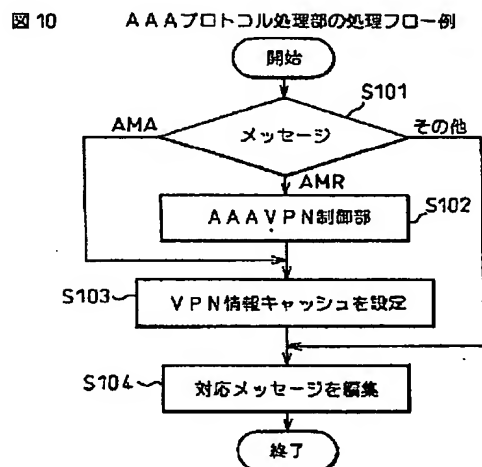 図 10 AAAプロトコル処理部の処理フロー例
開始
S101
メッセージ
AMA
その他
AMR
AAAVPN制御部
S102
S103
VPN情報キャッシュを設定
S104
対応メッセージを編集
終了